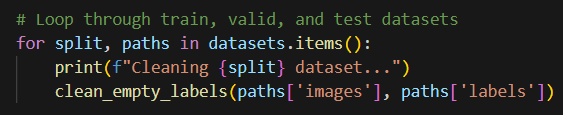 # Loop through train, valid, and test datasets
for split, paths in datasets.items():
    print(f"Cleaning {split} dataset...")
    clean_empty_labels(paths['images'], paths['labels'])